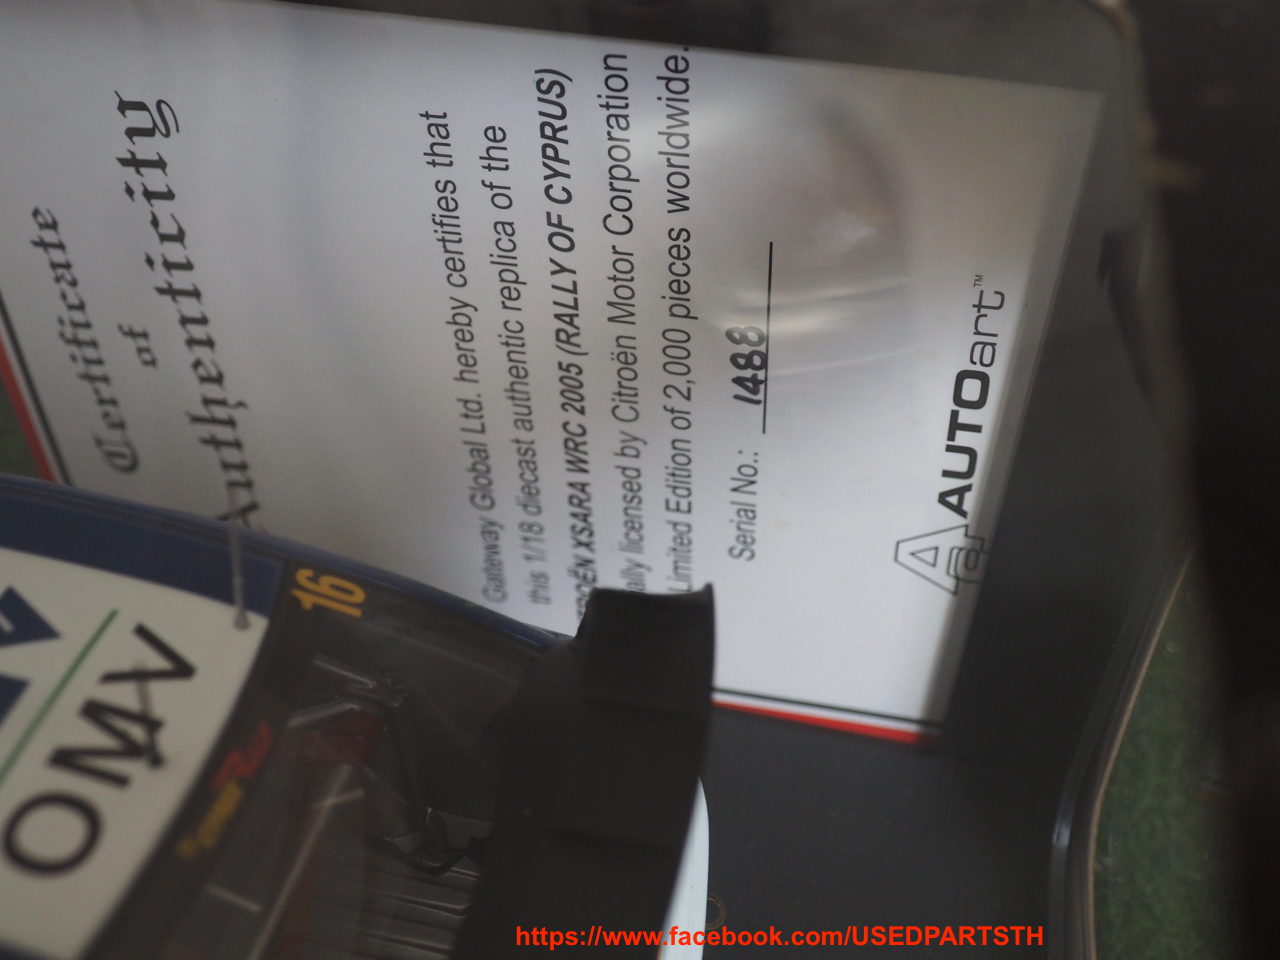 Certificate
of
Authenticity
Gateway Global Ltd. hereby certifies that
this 1/18 diecast authentic replica of the
XSARA WRC 2005 (RALLY OF CYPRUS)
licensed by Citroën Motor Corporation
Limited Edition of 2,000 pieces worldwide.
Serial No.: 1488
AUTOart™
16
OMV
https://www.facebook.com/USEDPARTSTH